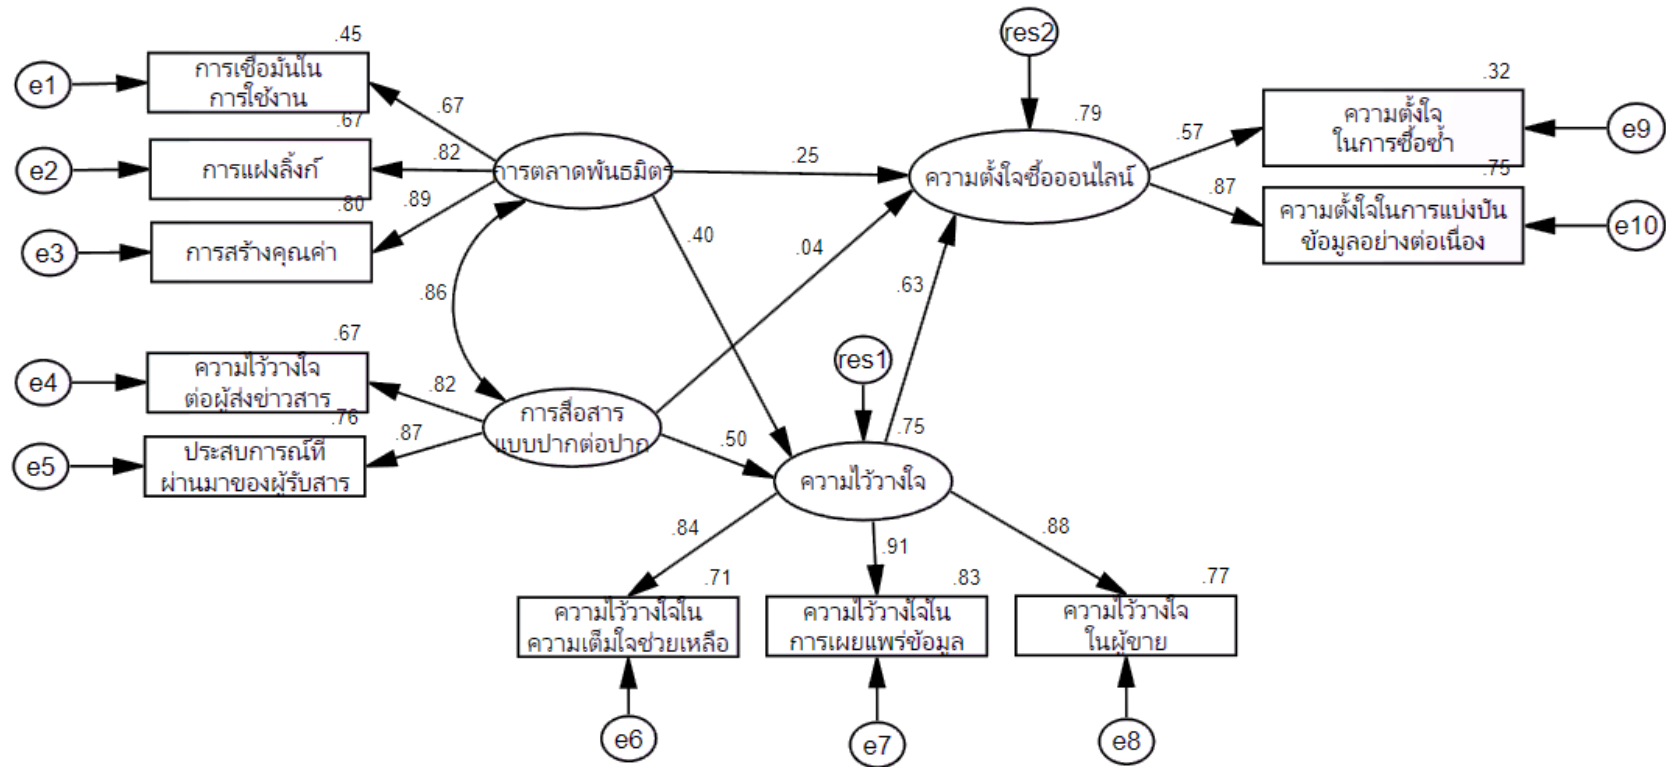 .45
res2
e1
การเชื่อมั่นใน
การใช้งาน
.67
.67
e2
การแฝงลิ้งก์
.82
การตลาดพันธมิตร
.80
.89
e3
การสร้างคุณค่า
.25
.79
ความตั้งใจซื้อออนไลน์
.57
.32
ความตั้งใจ
ในการซื้อซ้ำ
e9
.75
.87
ความตั้งใจในการแบ่งปัน
ข้อมูลอย่างต่อเนื่อง
e10
.40
.04
.86
.63
.67
e4
ความไว้วางใจ
ต่อผู้ส่งข่าวสาร
.82
.76
e5
ประสบการณ์ที่
ผ่านมาของผู้รับสาร
.87
การสื่อสาร
แบบปากต่อปาก
.50
res1
.75
ความไว้วางใจ
.84
.91
.88
.71
.83
.77
ความไว้วางใจใน
ความเต็มใจช่วยเหลือ
ความไว้วางใจใน
การเผยแพร่ข้อมูล
ความไว้วางใจ
ในผู้ขาย
e6
e7
e8